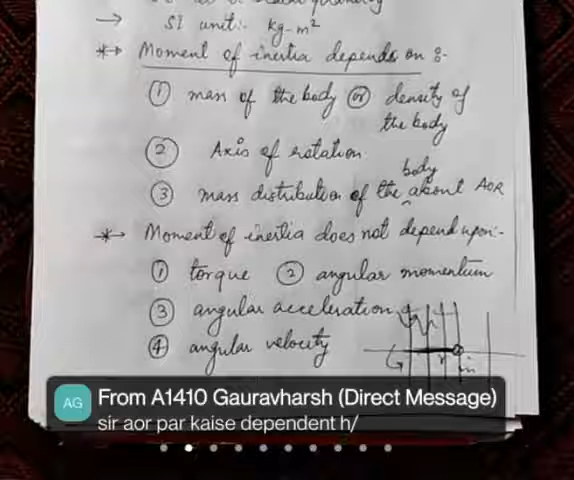 → SI unit:- kg-m²
*→ Moment of inertia depends on :-
① mass of the body (or) density of
the body
② Axis of rotation
body
③ mass distribution of the ^ about AOR
*→ Moment of inertia does not depend upon:-
① torque ② angular momentum
③ angular acceleration
④ angular velocity
r
m
AG
From A1410 Gauravharsh (Direct Message)
sir aor par kaise dependent h/